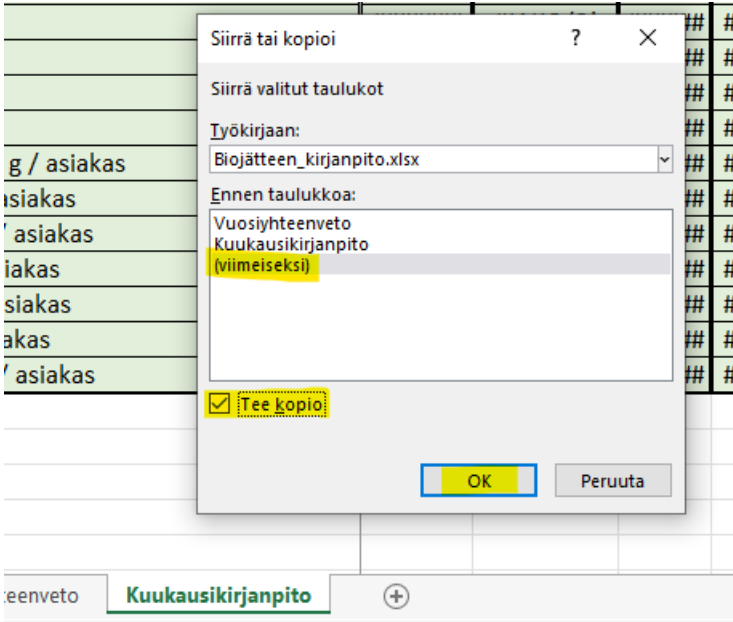 Siirrä tai kopioi ? ×
Siirrä valitut taulukot
Työkirjaan:
Biojätteen_kirjanpito.xlsx
Ennen taulukkoa:
Vuosiyhteenveto
Kuukausikirjanpito
(viimeiseksi)
Tee kopio
OK Peruuta
## #
## #
## #
## #
g / asiakas ## #
asiakas ## #
/ asiakas ## #
iakas ## #
siakas ## #
akas ## #
/ asiakas ## #
teenveto Kuukausikirjanpito +